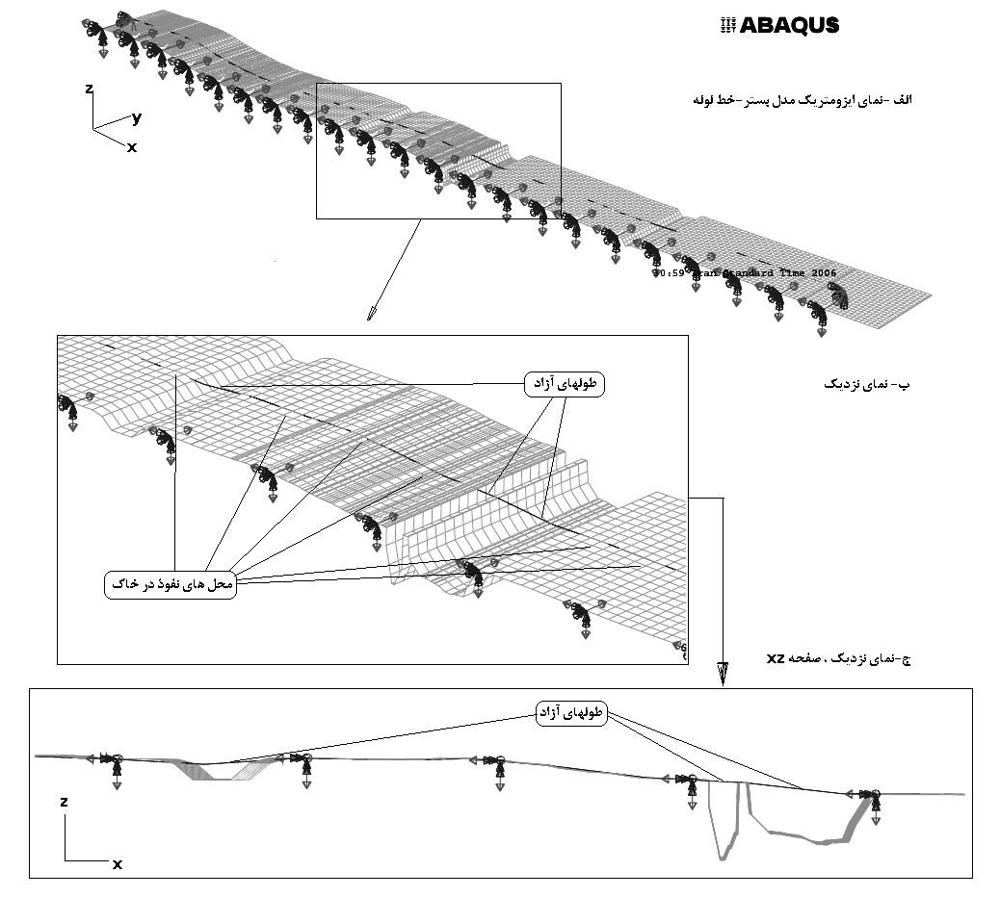 ABAQUS
الف -نمای ایزومتریک مدل بستر-خط لوله
z
y
x
30:59 Iran Standard Time 2006
ب- نمای نزدیک
طولهای آزاد
محل های نفوذ در خاک
ج-نمای نزدیک ، صفحه xz
طولهای آزاد
z
x